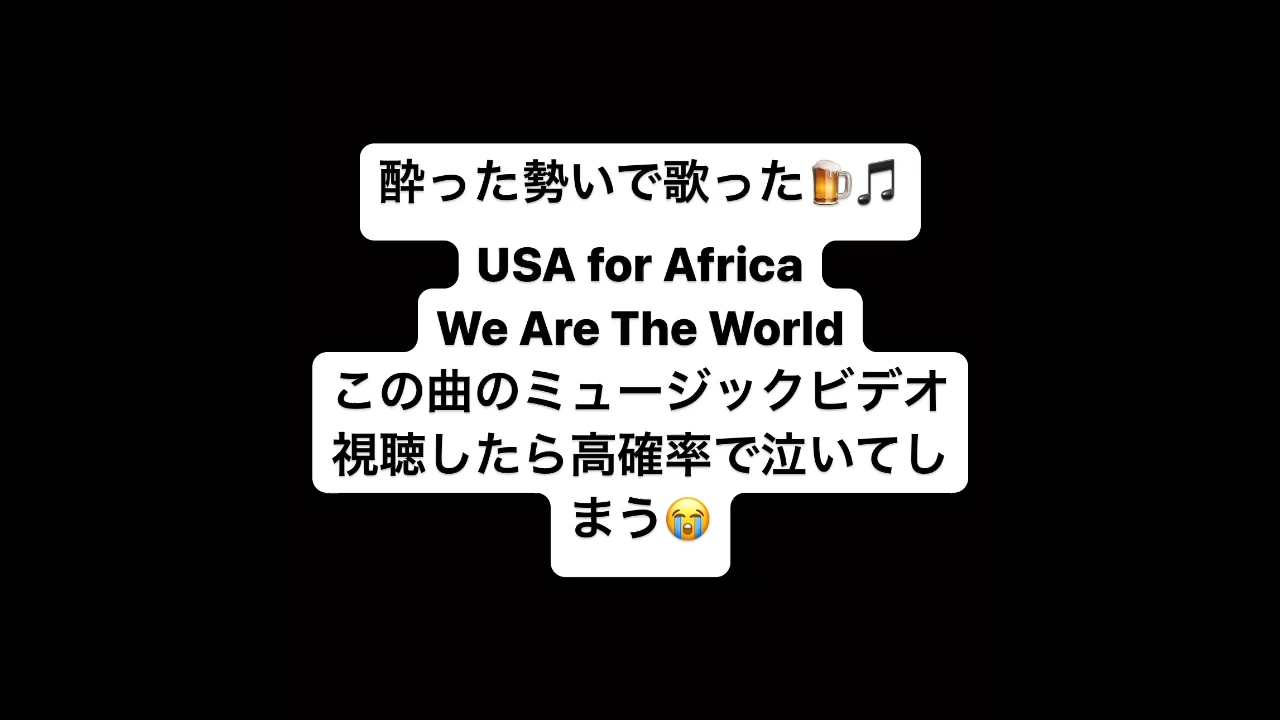 酔った勢いで歌った🍺🎵
USA for Africa
We Are The World
この曲のミュージックビデオ
視聴したら高確率で泣いてし
まう😭